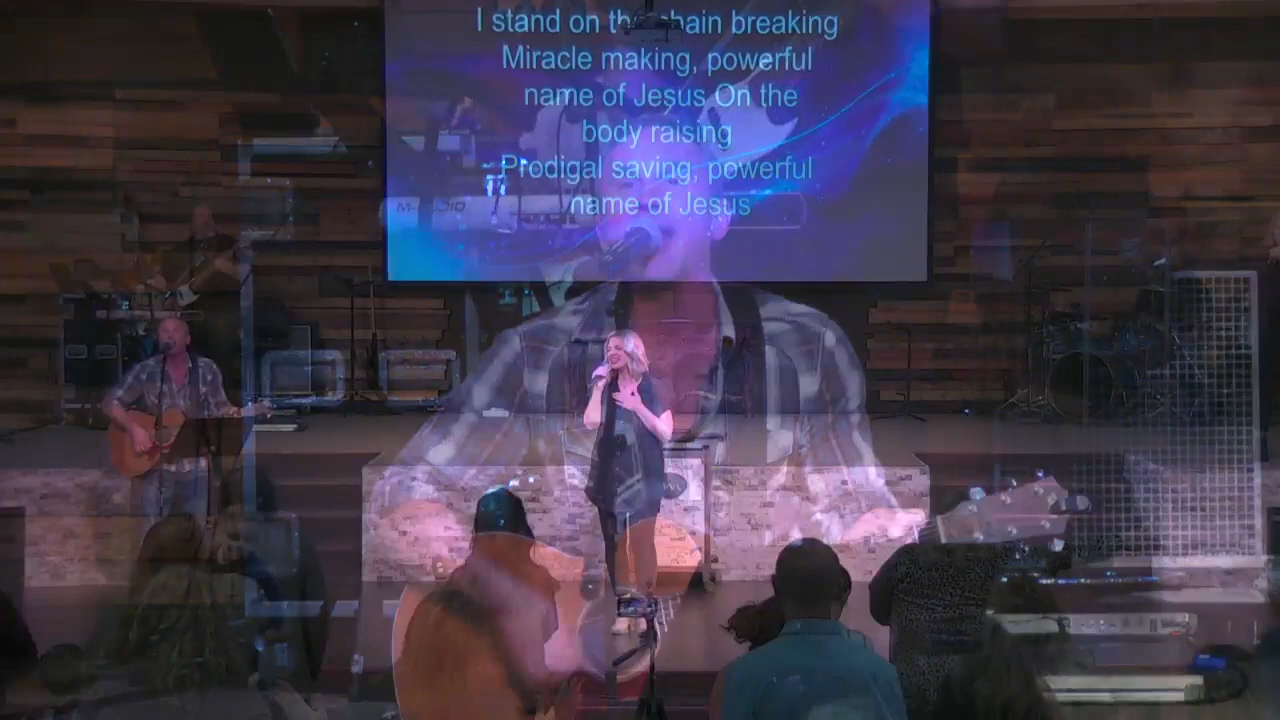 I stand on the chain breaking
Miracle making, powerful
name of Jesus On the
body raising
Prodigal saving, powerful
name of Jesus
M-AUDIO